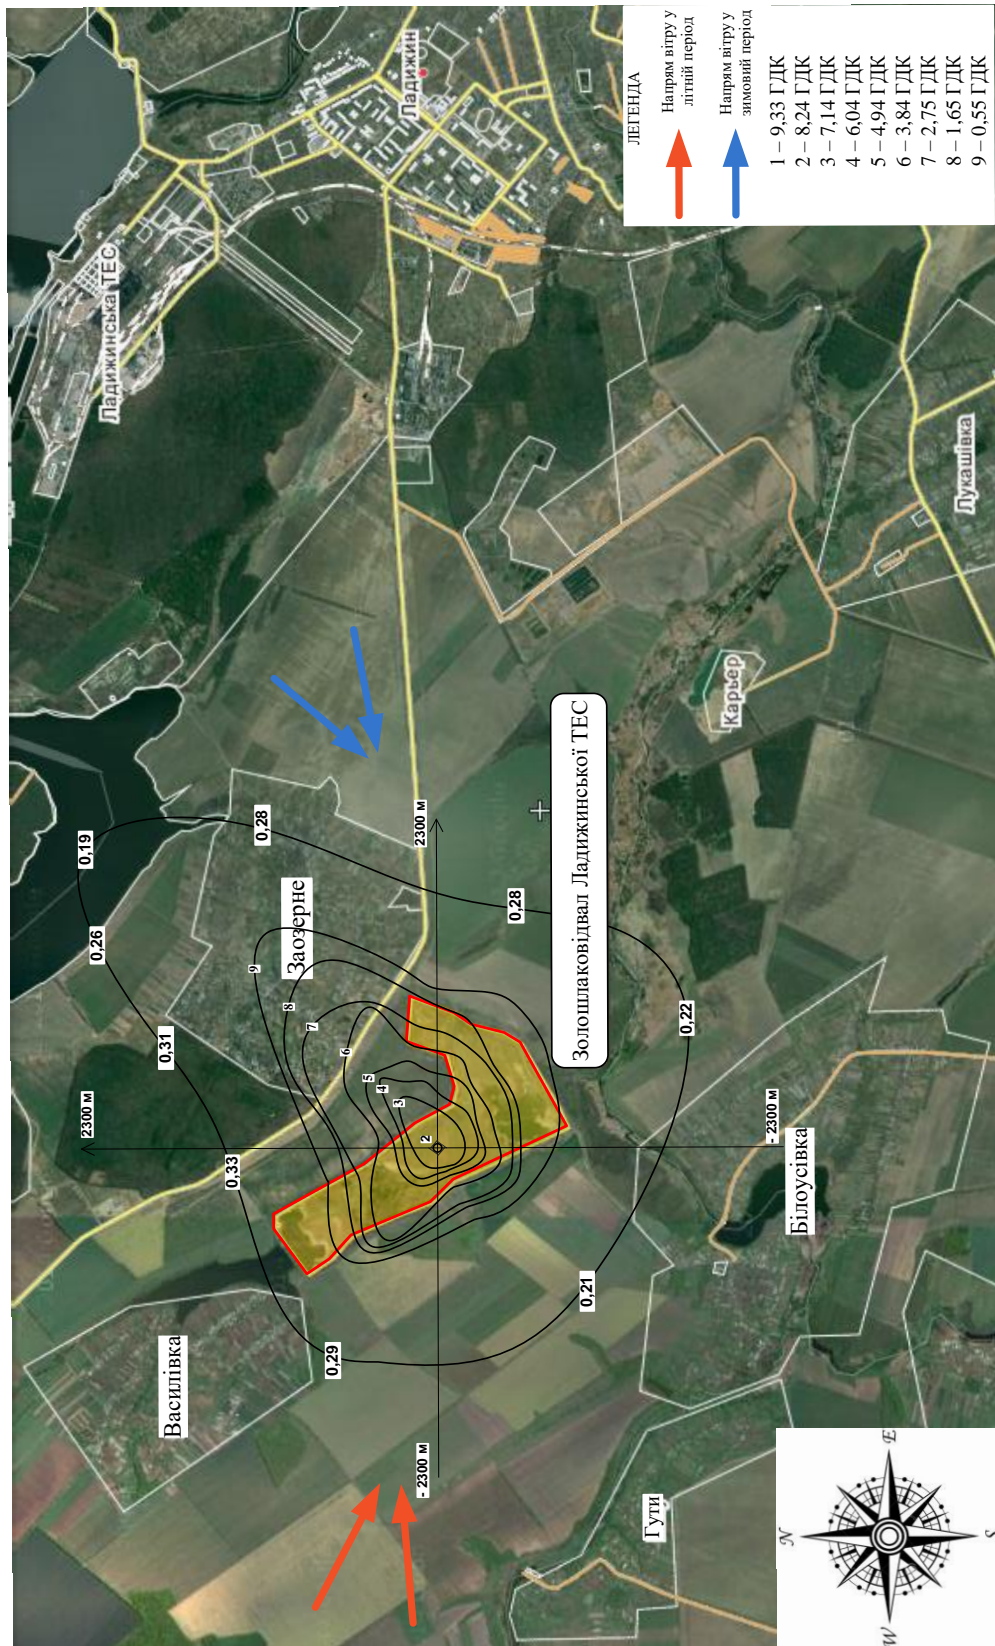 ЛЕГЕНДА
Напрям вітру у
літній період
Напрям вітру у
зимовий період
1 – 9,33 ГДК
2 – 8,24 ГДК
3 – 7,14 ГДК
4 – 6,04 ГДК
5 – 4,94 ГДК
6 – 3,84 ГДК
7 – 2,75 ГДК
8 – 1,65 ГДК
9 – 0,55 ГДК
Ладижин
Ладижинська ТЕС
Лукашівка
Карьер
Заозерне
Золошлаковідвал Ладижинської ТЕС
Василівка
Білоусівка
Гути
2300 м
2300 м
- 2300 м
- 2300 м
0,19
0,28
0,26
0,28
0,31
0,22
0,33
0,21
0,29
9
8
7
6
5
4
3
2
N
E
S
W